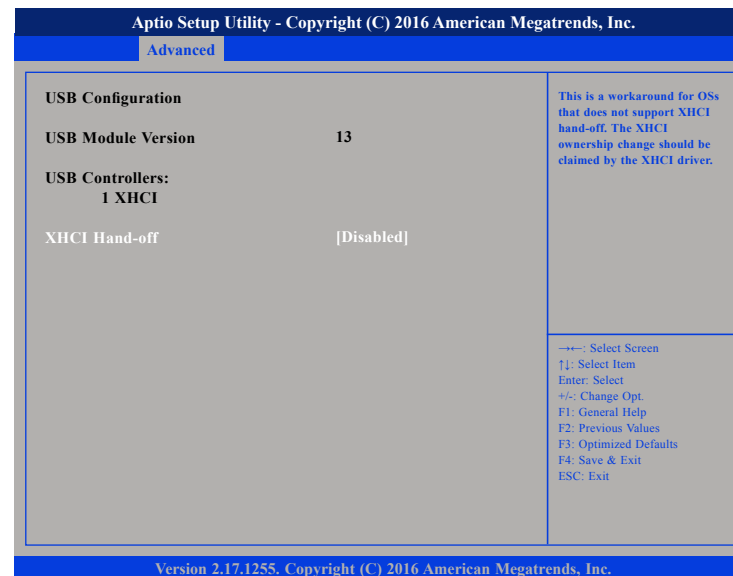 Aptio Setup Utility - Copyright (C) 2016 American Megatrends, Inc.
Advanced
USB Configuration
USB Module Version 13
USB Controllers:
1 XHCI
XHCI Hand-off [Disabled]
This is a workaround for OSs
that does not support XHCI
hand-off. The XHCI
ownership change should be
claimed by the XHCI driver.
→←: Select Screen
↑↓: Select Item
Enter: Select
+/-: Change Opt.
F1: General Help
F2: Previous Values
F3: Optimized Defaults
F4: Save & Exit
ESC: Exit
Version 2.17.1255. Copyright (C) 2016 American Megatrends, Inc.